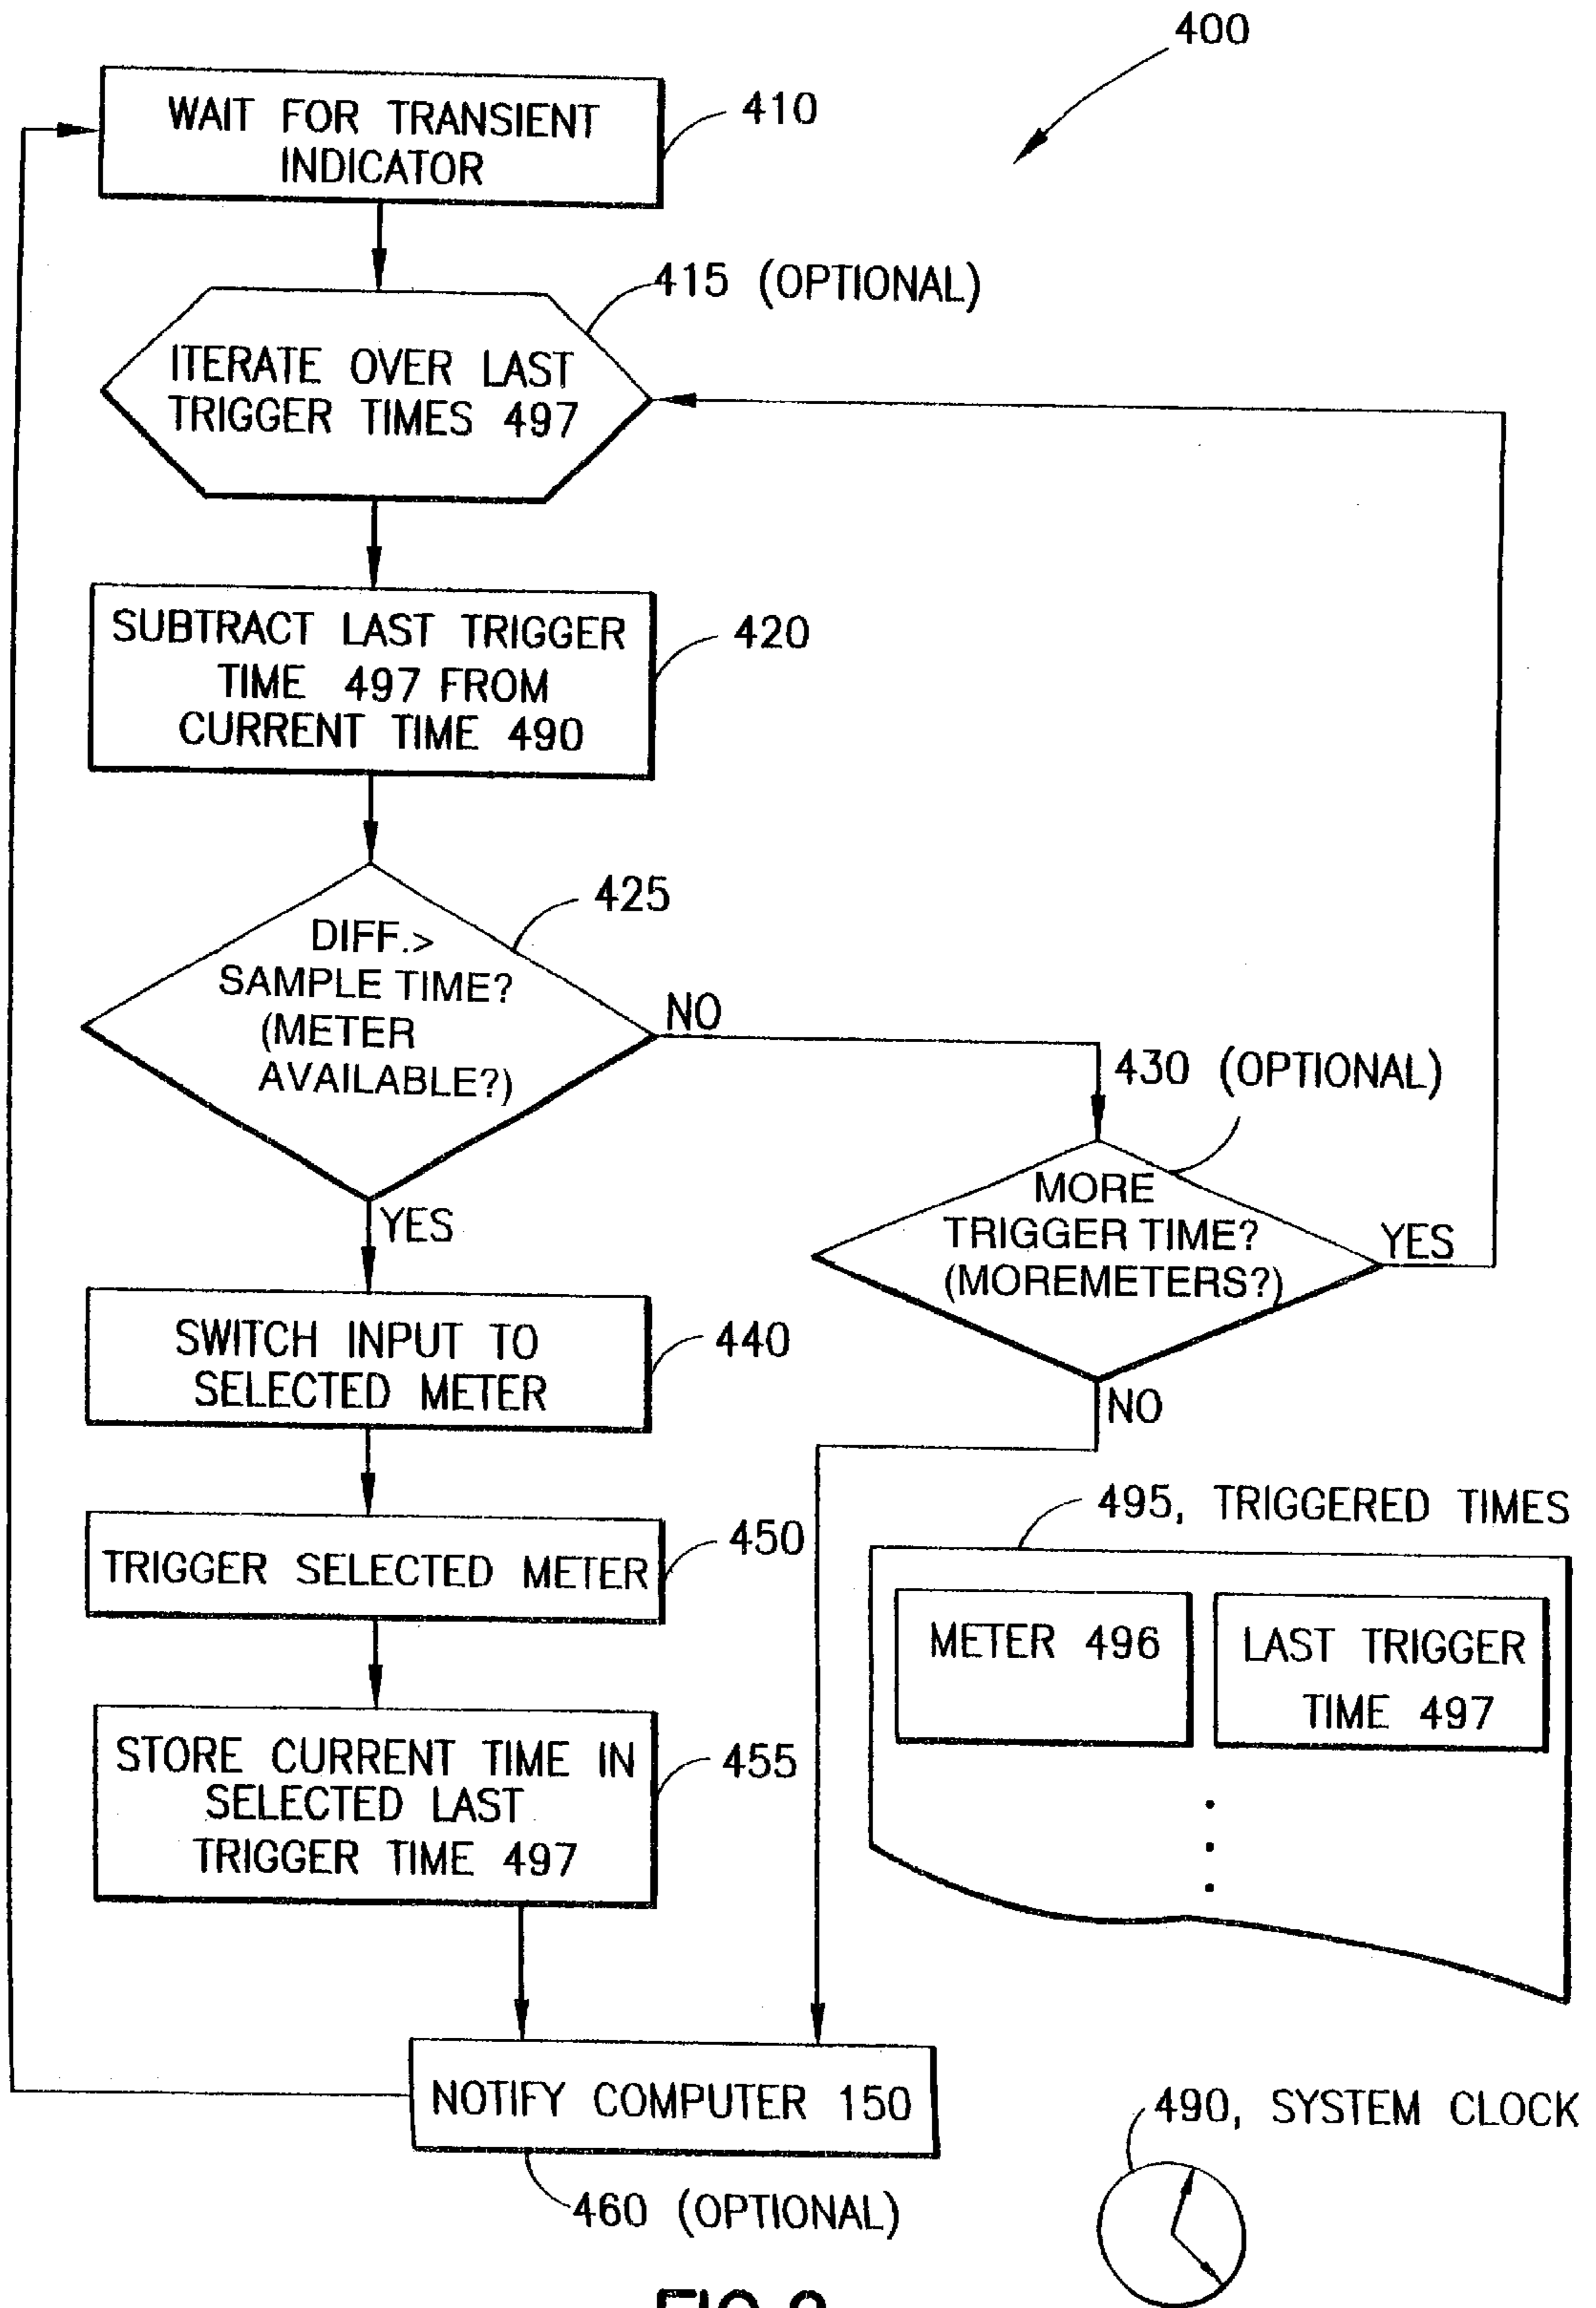 400
WAIT FOR TRANSIENT
INDICATOR
410
415 (OPTIONAL)
ITERATE OVER LAST
TRIGGER TIMES 497
SUBTRACT LAST TRIGGER
TIME 497 FROM
CURRENT TIME 490
420
425
DIFF.>
SAMPLE TIME?
(METER
AVAILABLE?)
NO
YES
430 (OPTIONAL)
MORE
TRIGGER TIME?
(MOREMETERS?)
YES
NO
SWITCH INPUT TO
SELECTED METER
440
TRIGGER SELECTED METER
450
STORE CURRENT TIME IN
SELECTED LAST
TRIGGER TIME 497
455
495, TRIGGERED TIMES
METER 496
LAST TRIGGER
TIME 497
NOTIFY COMPUTER 150
460 (OPTIONAL)
490, SYSTEM CLOCK